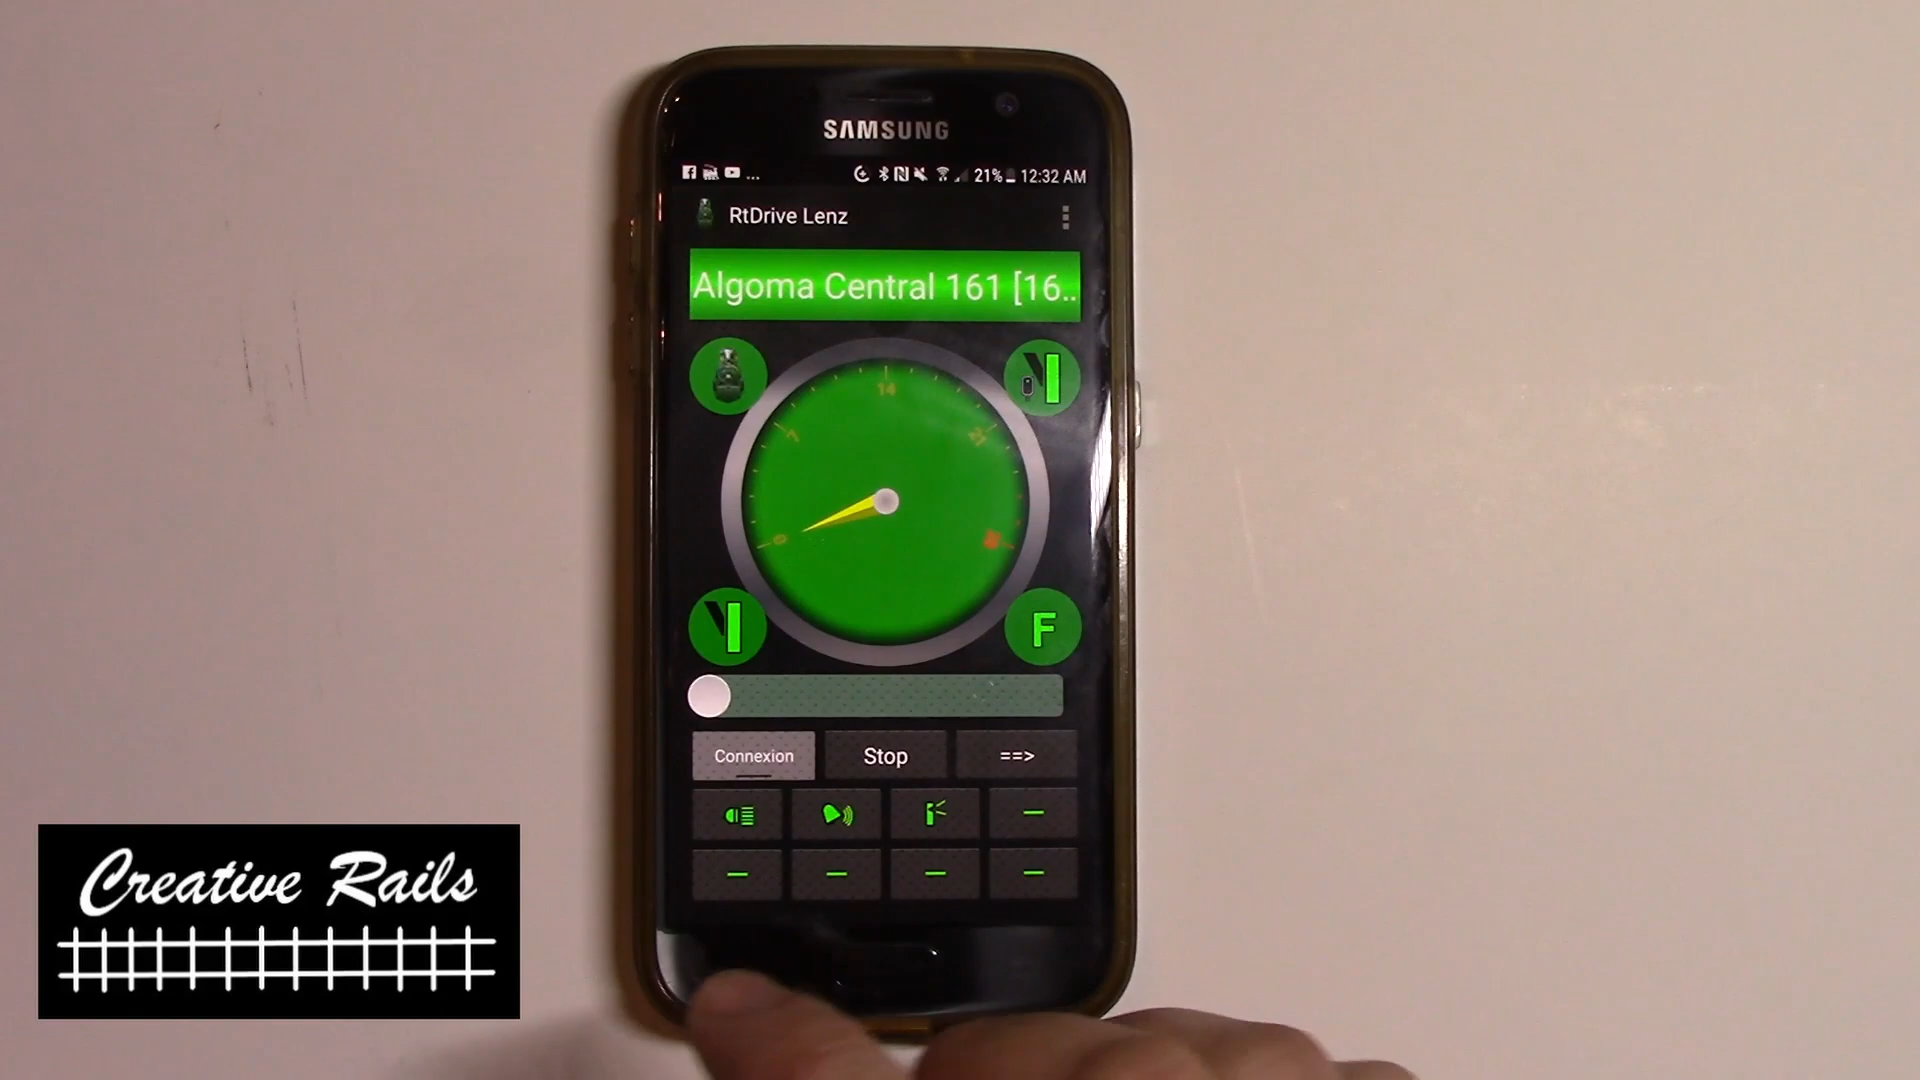 SAMSUNG
... 21% 12:32 AM
RtDrive Lenz
Algoma Central 161 [16..
14
7
21
0
F
Connexion
Stop
==>
Creative Rails